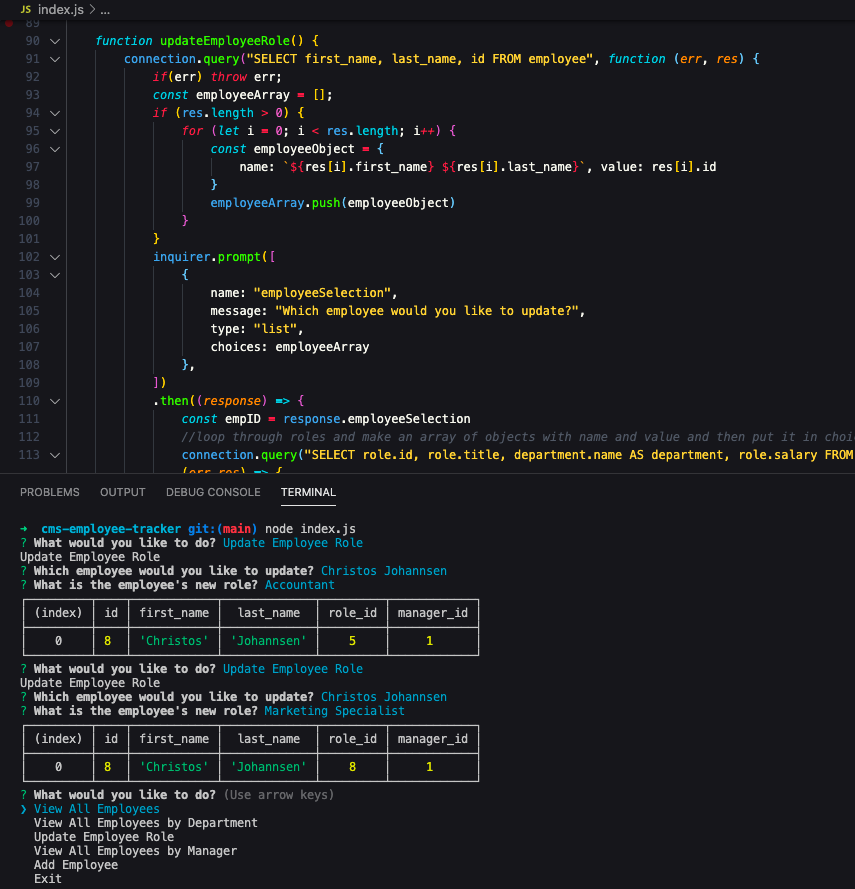 JS index.js > ...
89
90 function updateEmployeeRole() {
91 connection.query("SELECT first_name, last_name, id FROM employee", function (err, res) {
92 if(err) throw err;
93 const employeeArray = [];
94 if (res.length > 0) {
95 for (let i = 0; i < res.length; i++) {
96 const employeeObject = {
97 name: `${res[i].first_name} ${res[i].last_name}`, value: res[i].id
98 }
99 employeeArray.push(employeeObject)
100 }
101 }
102 inquirer.prompt([
103 {
104 name: "employeeSelection",
105 message: "Which employee would you like to update?",
106 type: "list",
107 choices: employeeArray
108 },
109 ])
110 .then((response) => {
111 const empID = response.employeeSelection
112 //loop through roles and make an array of objects with name and value and then put it in choi
113 connection.query("SELECT role.id, role.title, department.name AS department, role.salary FROM
(err,res) => {
PROBLEMS OUTPUT DEBUG CONSOLE TERMINAL
→ cms-employee-tracker git:(main) node index.js
? What would you like to do? Update Employee Role
Update Employee Role
? Which employee would you like to update? Christos Johannsen
? What is the employee's new role? Accountant
(index) id first_name last_name role_id manager_id
0 8 'Christos' 'Johannsen' 5 1
? What would you like to do? Update Employee Role
Update Employee Role
? Which employee would you like to update? Christos Johannsen
? What is the employee's new role? Marketing Specialist
(index) id first_name last_name role_id manager_id
0 8 'Christos' 'Johannsen' 8 1
? What would you like to do? (Use arrow keys)
❯ View All Employees
View All Employees by Department
Update Employee Role
View All Employees by Manager
Add Employee
Exit